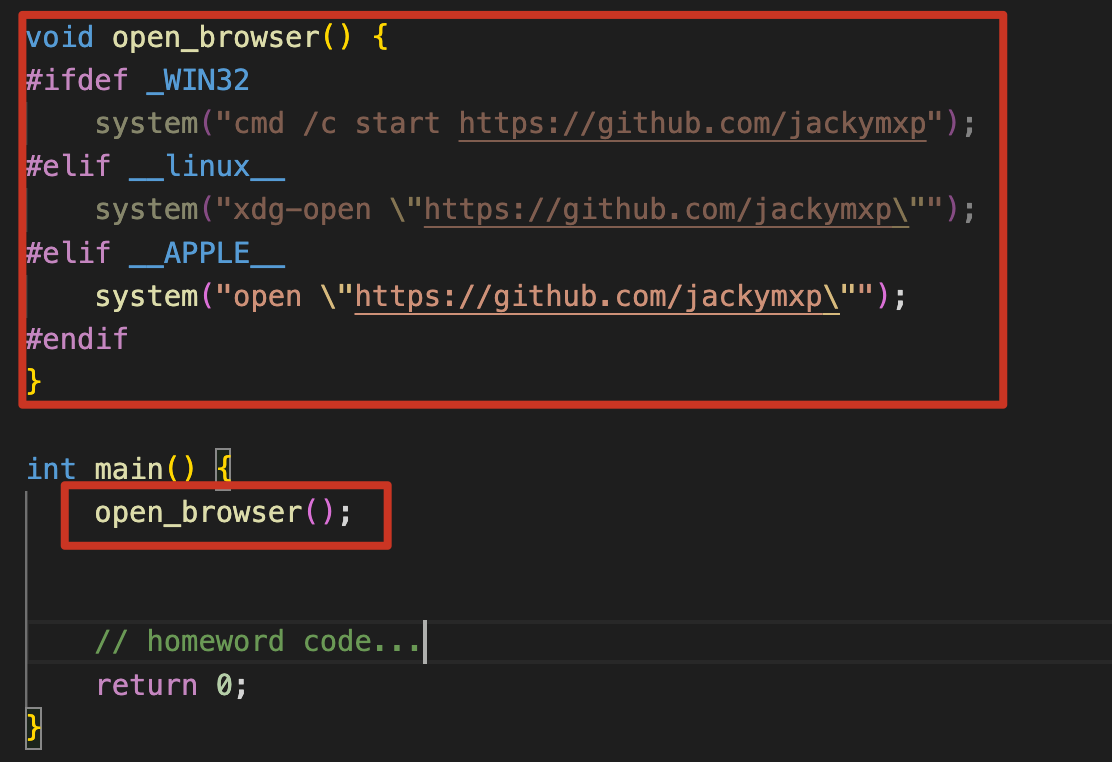 void open_browser() {
#ifdef _WIN32
    system("cmd /c start https://github.com/jackymxp");
#elif __linux__
    system("xdg-open \"https://github.com/jackymxp\"");
#elif __APPLE__
    system("open \"https://github.com/jackymxp\"");
#endif
}
int main() {
    open_browser();
    // homeword code...
    return 0;
}